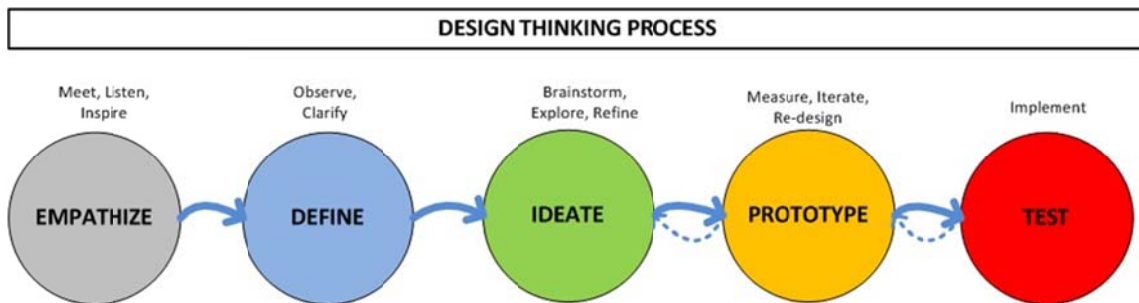 DESIGN THINKING PROCESS
Meet, Listen,
Inspire
Observe,
Clarify
Brainstorm,
Explore, Refine
Measure, Iterate,
Re-design
Implement
EMPATHIZE
DEFINE
IDEATE
PROTOTYPE
TEST